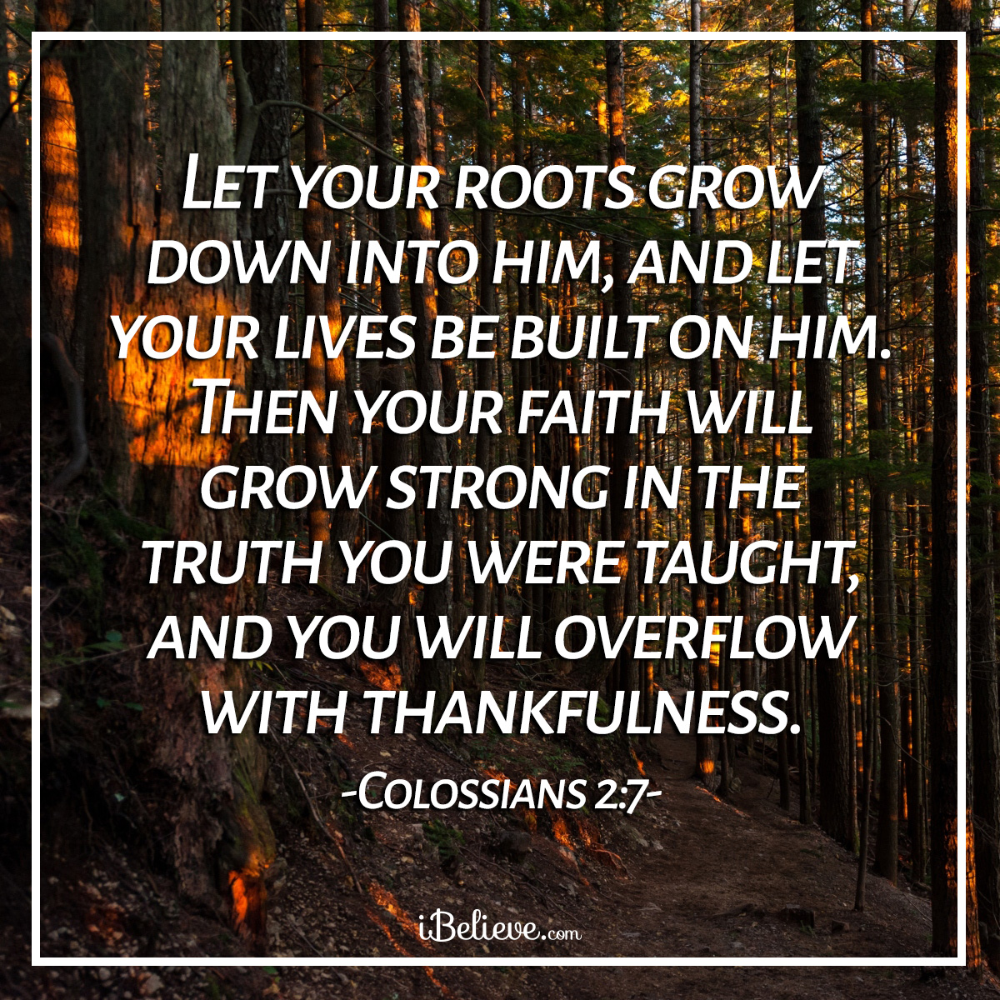 LET YOUR ROOTS GROW
DOWN INTO HIM, AND LET
YOUR LIVES BE BUILT ON HIM.
THEN YOUR FAITH WILL
GROW STRONG IN THE
TRUTH YOU WERE TAUGHT,
AND YOU WILL OVERFLOW
WITH THANKFULNESS.
-COLOSSIANS 2:7-
iBelieve.com